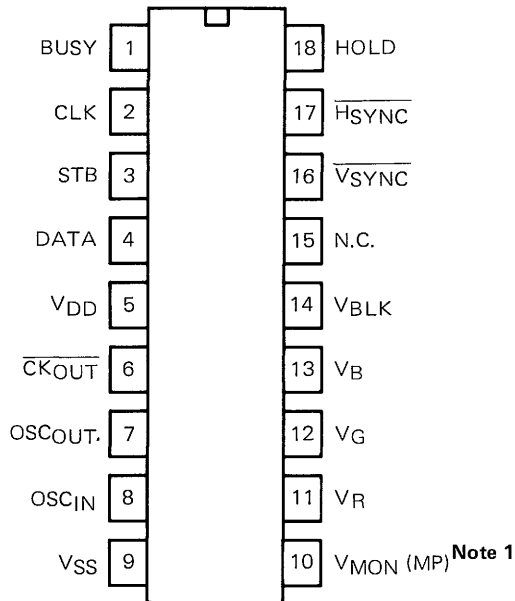 BUSY 1 18 HOLD
CLK 2 17 HSYNC
STB 3 16 VSYNC
DATA 4 15 N.C.
VDD 5 14 VBLK
CKOUT 6 13 VB
OSCOUT. 7 12 VG
OSCIN 8 11 VR
VSS 9 10 VMON (MP) Note 1